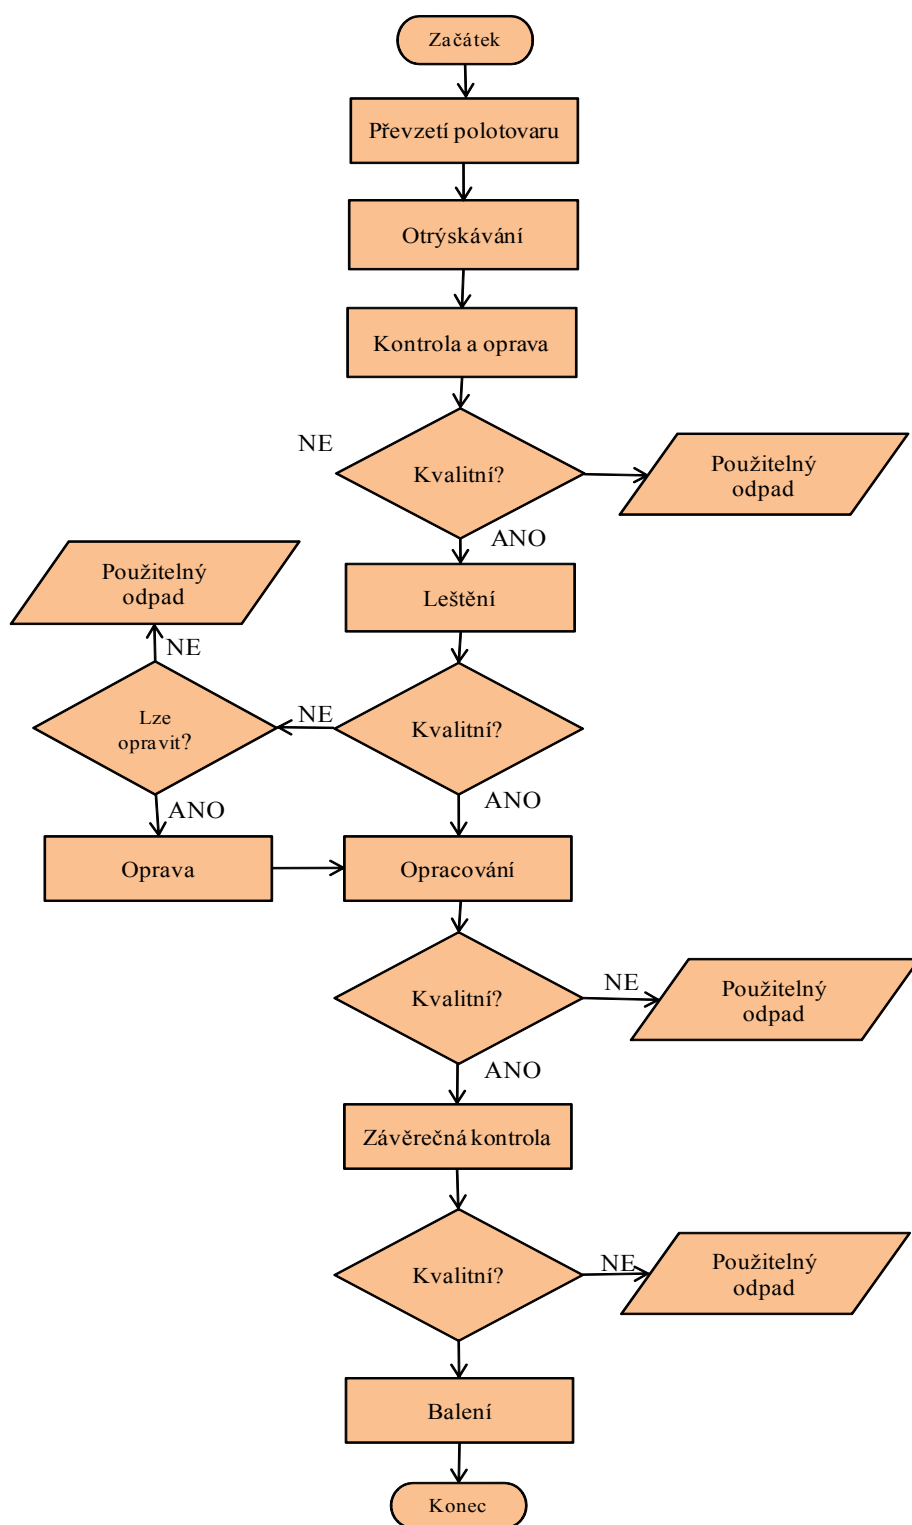 Začátek
Převzetí polotovaru
Otrýskávání
Kontrola a oprava
NE
Kvalitní?
Použitelný
odpad
ANO
Použitelný
odpad
Leštění
NE
Lze
opravit?
NE
Kvalitní?
ANO
ANO
Oprava
Opracování
Kvalitní?
NE
Použitelný
odpad
ANO
Závěrečná kontrola
Kvalitní?
NE
Použitelný
odpad
Balení
Konec